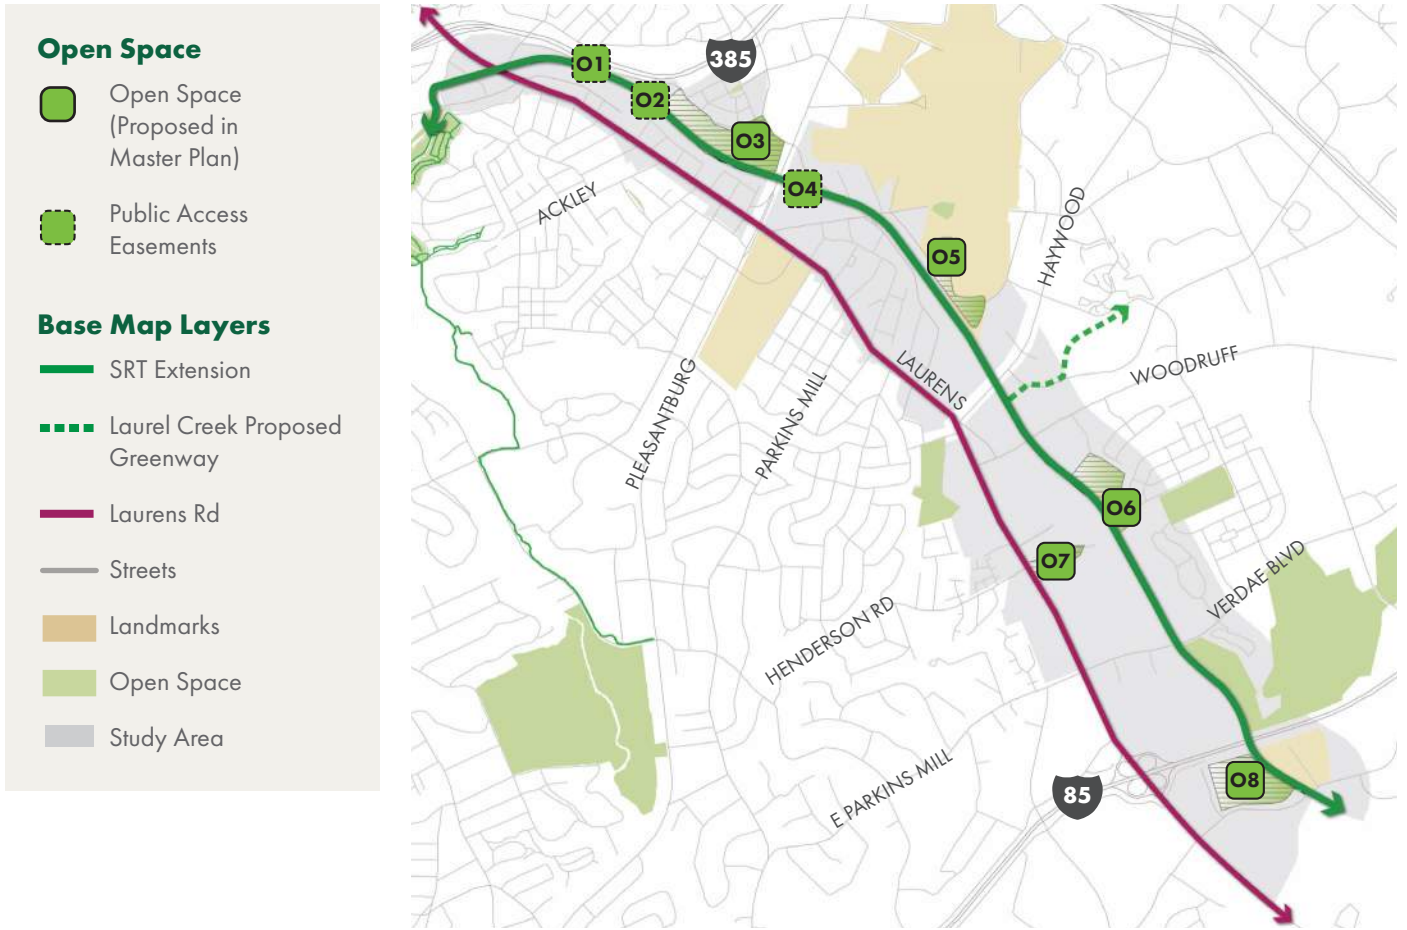 Open Space
Open Space
(Proposed in
Master Plan)
Public Access
Easements
Base Map Layers
SRT Extension
Laurel Creek Proposed
Greenway
Laurens Rd
Streets
Landmarks
Open Space
Study Area
O1
385
O2
O3
O4
ACKLEY
HAYWOOD
O5
LAURENS
WOODRUFF
PLEASANTBURG
PARKINS MILL
O6
O7
VERDAE BLVD
HENDERSON RD
E PARKINS MILL
85
O8